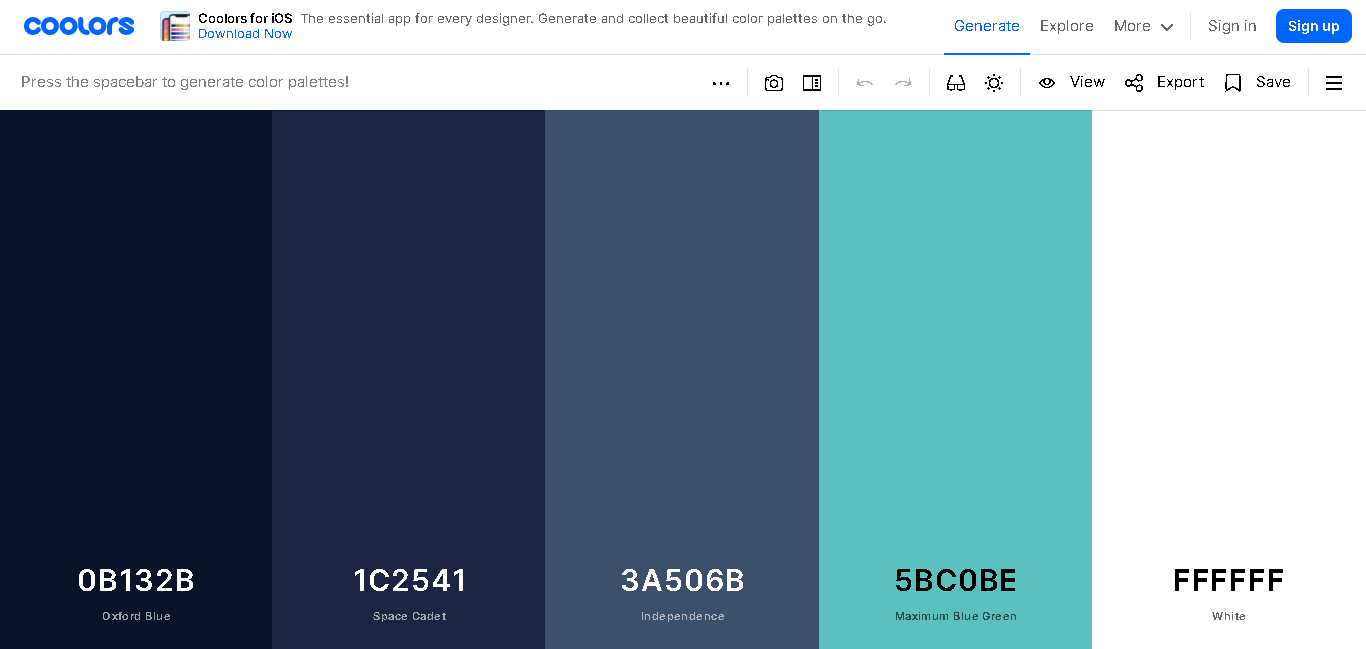 coolors
Coolors for iOS The essential app for every designer. Generate and collect beautiful color palettes on the go.
Download Now
Generate Explore More Sign in Sign up
Press the spacebar to generate color palettes!
View Export Save
0B132B 1C2541 3A506B 5BC0BE FFFFFF
Oxford Blue Space Cadet Independence Maximum Blue Green White